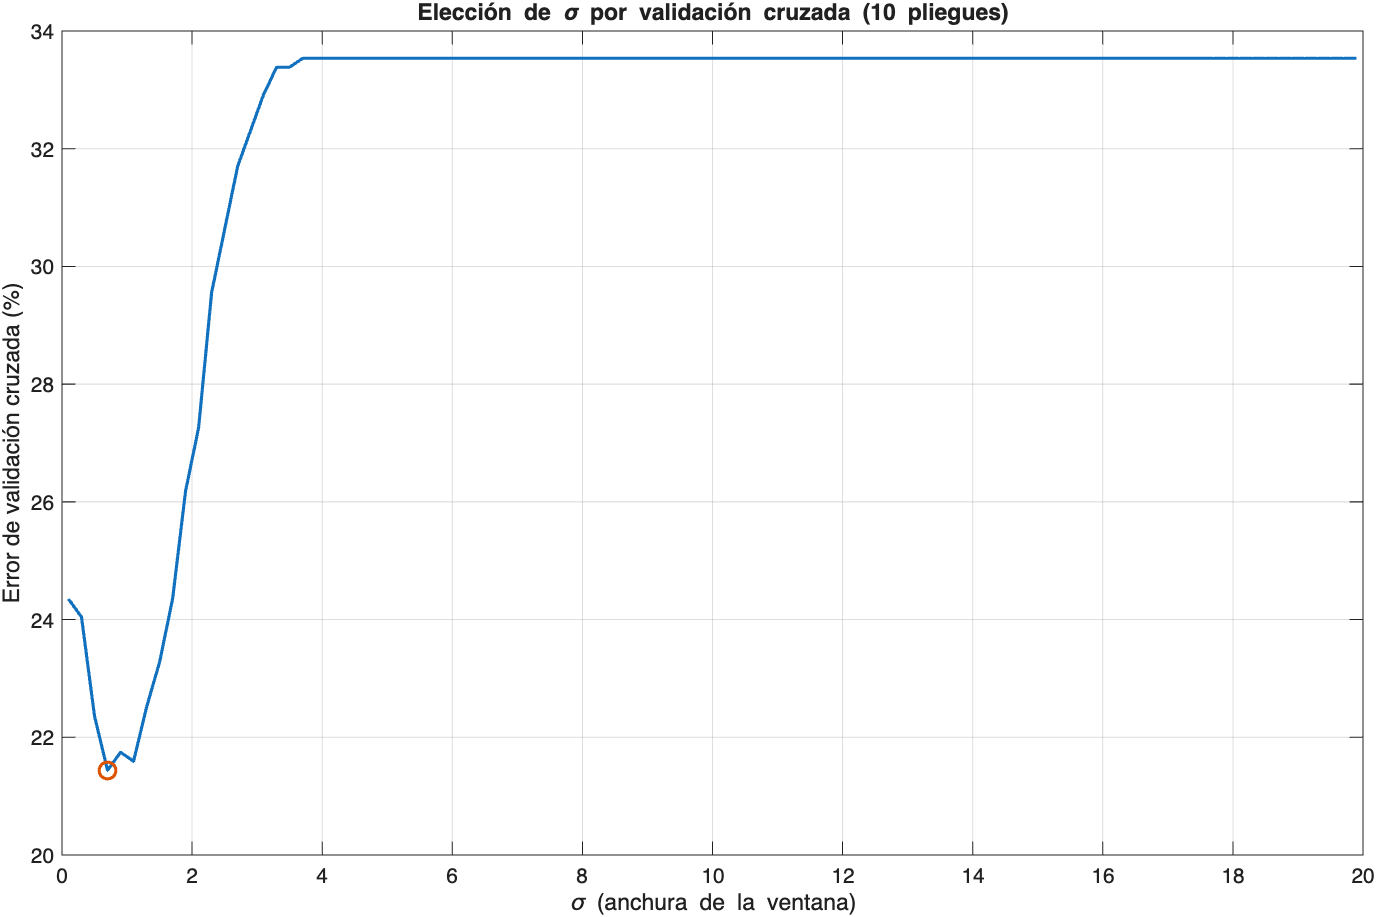 Elección de σ por validación cruzada (10 pliegues)
Error de validación cruzada (%)
34
32
30
28
26
24
22
20
0 2 4 6 8 10 12 14 16 18 20
σ (anchura de la ventana)